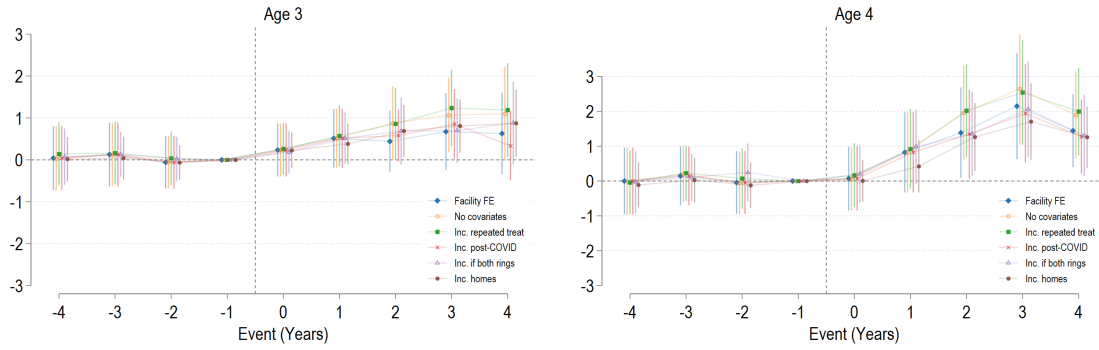 Age 3
3
2
1
0
-1
-2
-3
Facility FE
No covariates
Inc. repeated treat
Inc. post-COVID
Inc. if both rings
Inc. homes
-4 -3 -2 -1 0 1 2 3 4
Event (Years)
Age 4
3
2
1
0
-1
-2
-3
Facility FE
No covariates
Inc. repeated treat
Inc. post-COVID
Inc. if both rings
Inc. homes
-4 -3 -2 -1 0 1 2 3 4
Event (Years)